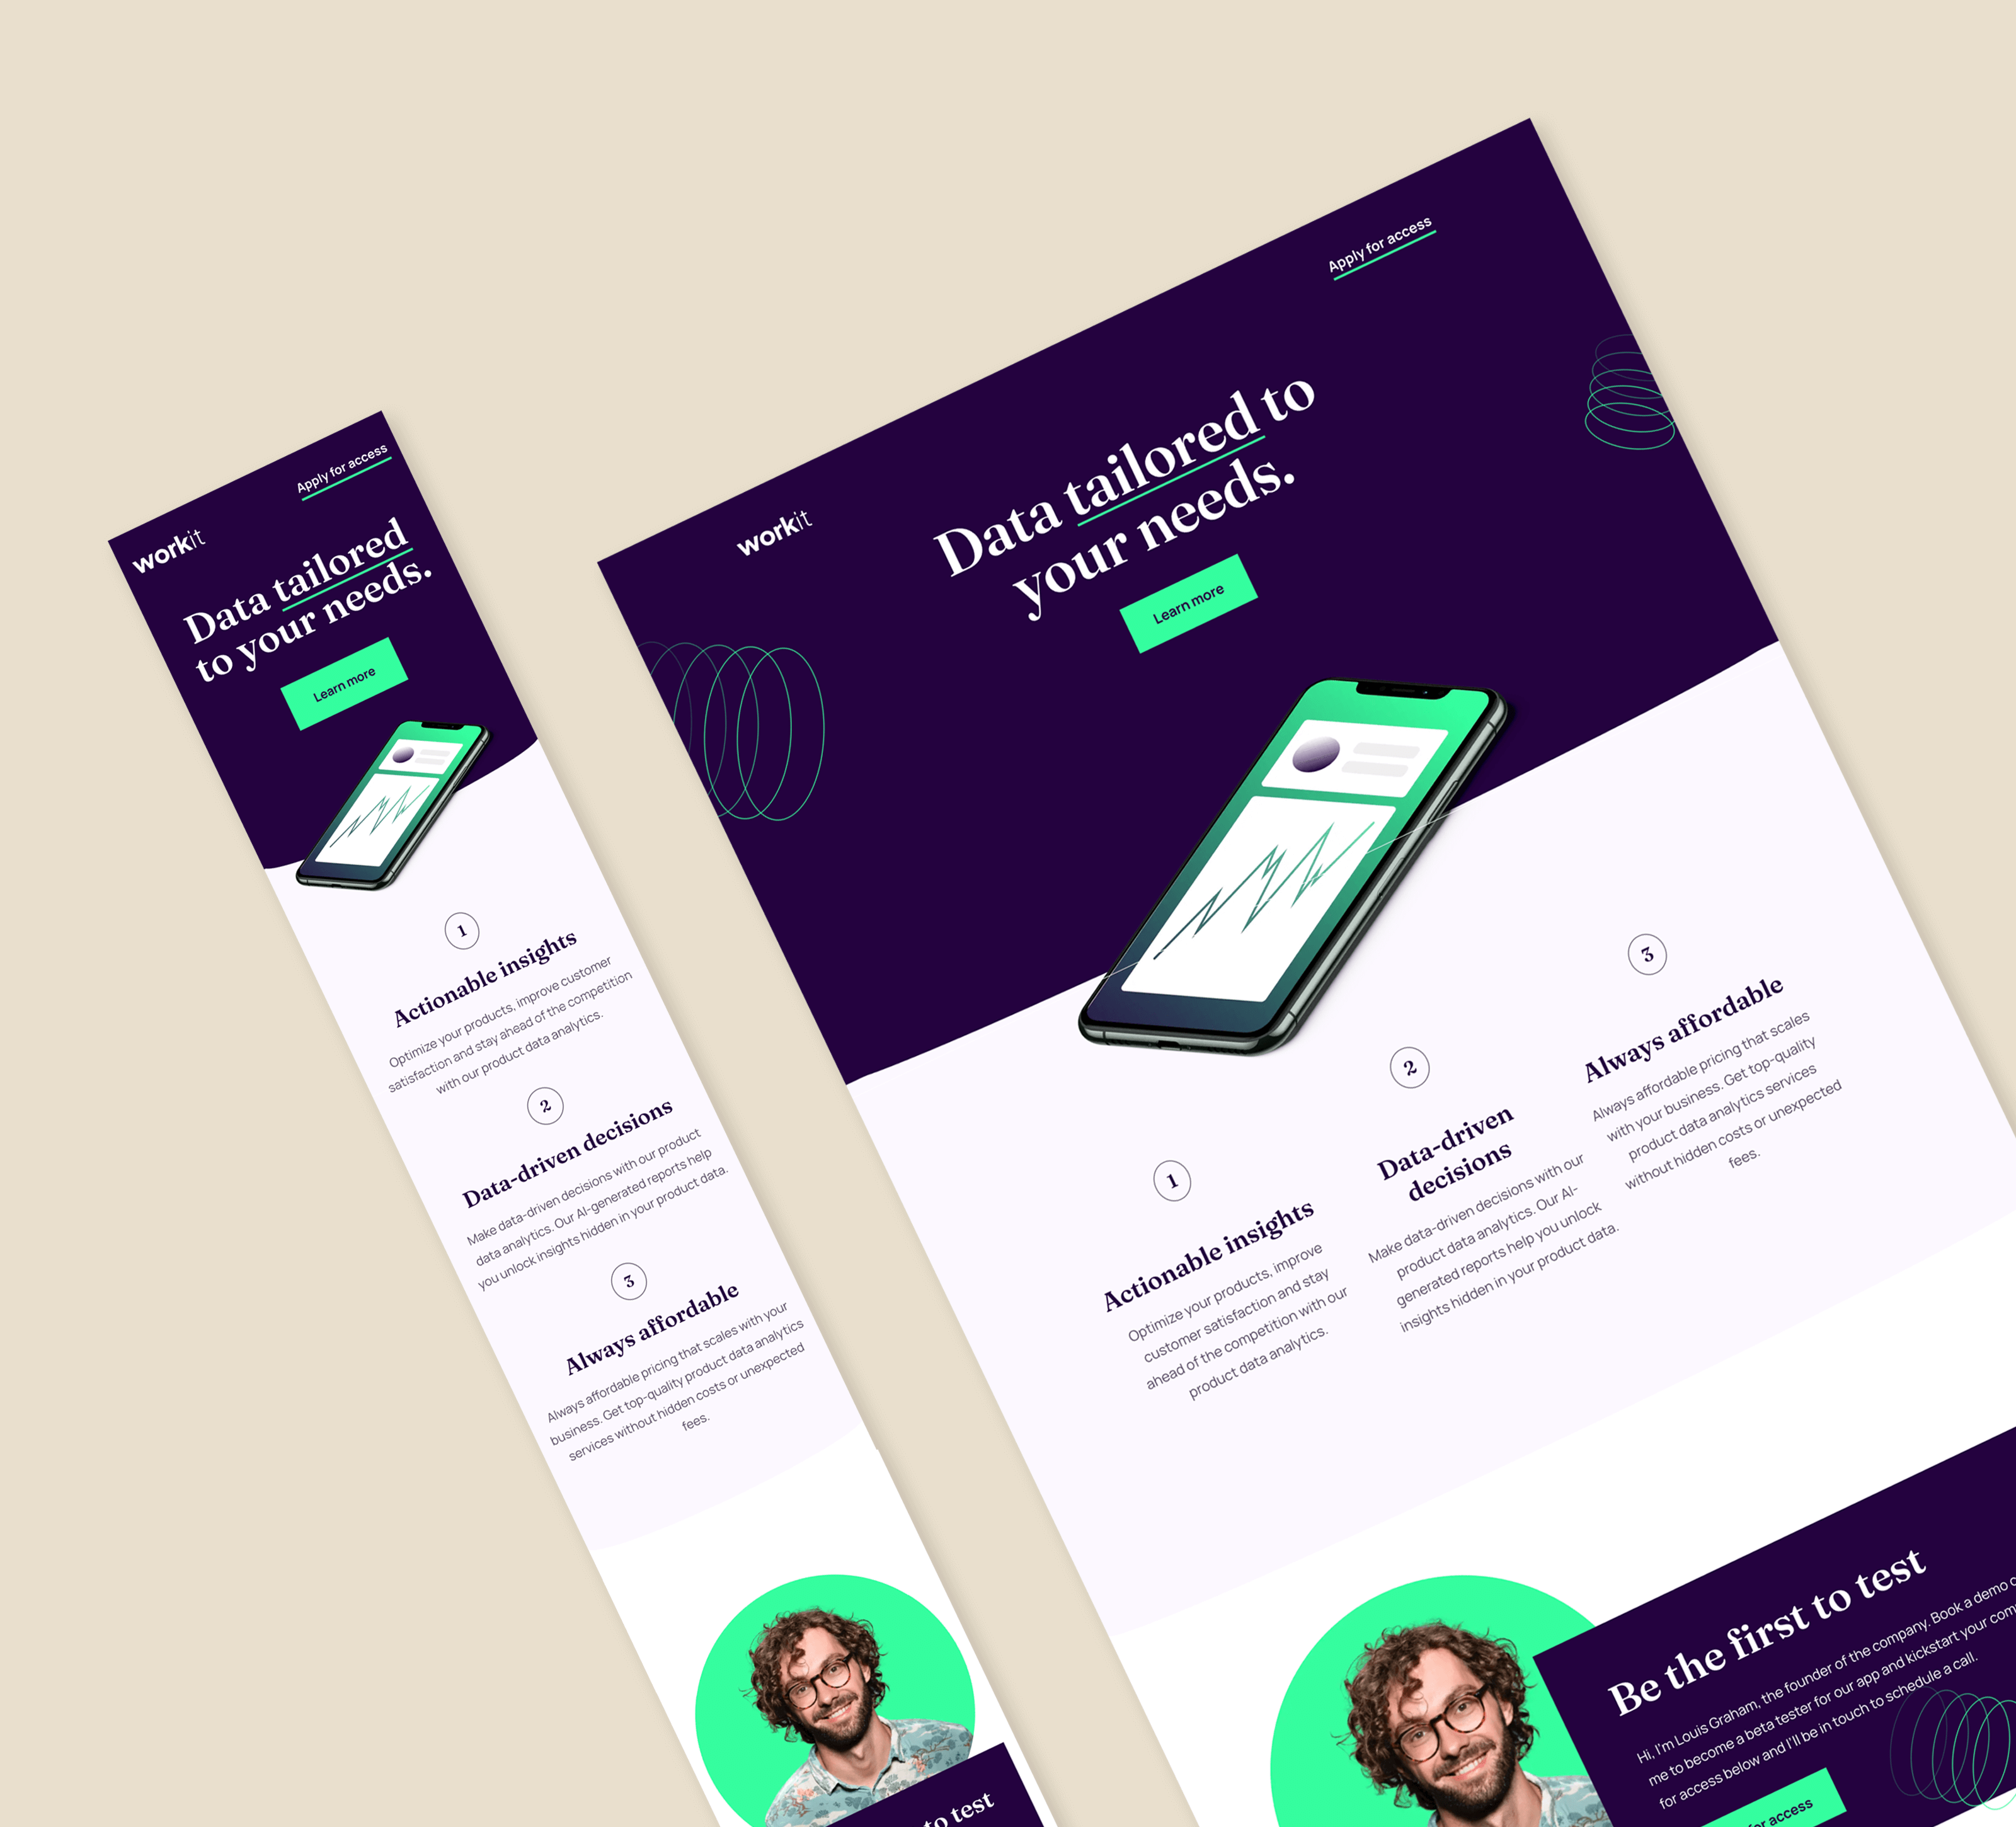 workit
Apply for access
Data tailored
to your needs.
Learn more
1
Actionable insights
Optimize your products, improve customer
satisfaction and stay ahead of the competition
with our product data analytics.
2
Data-driven decisions
Make data-driven decisions with our product
data analytics. Our AI-generated reports help
you unlock insights hidden in your product data.
3
Always affordable
Always affordable pricing that scales with your
business. Get top-quality product data analytics
services without hidden costs or unexpected
fees.
to test
workit
Apply for access
Data tailored to
your needs.
Learn more
1
Actionable insights
Optimize your products, improve
customer satisfaction and stay
ahead of the competition with our
product data analytics.
2
Data-driven
decisions
Make data-driven decisions with our
product data analytics. Our AI-
generated reports help you unlock
insights hidden in your product data.
3
Always affordable
Always affordable pricing that scales
with your business. Get top-quality
product data analytics services
without hidden costs or unexpected
fees.
Be the first to test
Hi, I'm Louis Graham, the founder of the company. Book a demo
me to become a beta tester for our app and kickstart your
for access below and I'll be in touch to schedule a call.
access